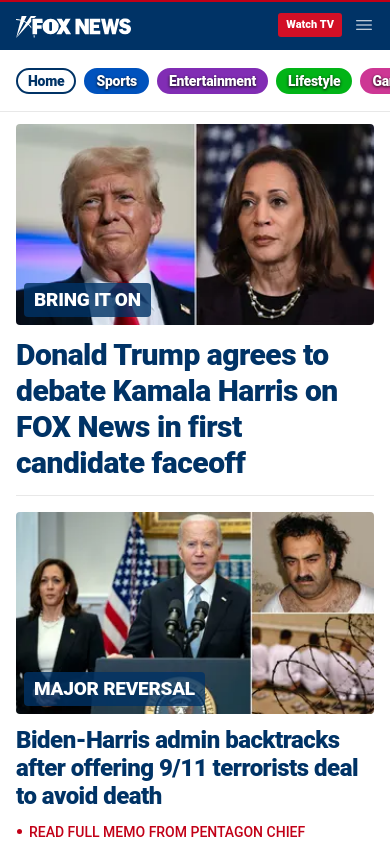 FOX NEWS
Watch TV
Home
Sports
Entertainment
Lifestyle
Ga
BRING IT ON
Donald Trump agrees to
debate Kamala Harris on
FOX News in first
candidate faceoff
MAJOR REVERSAL
Biden-Harris admin backtracks
after offering 9/11 terrorists deal
to avoid death
• READ FULL MEMO FROM PENTAGON CHIEF